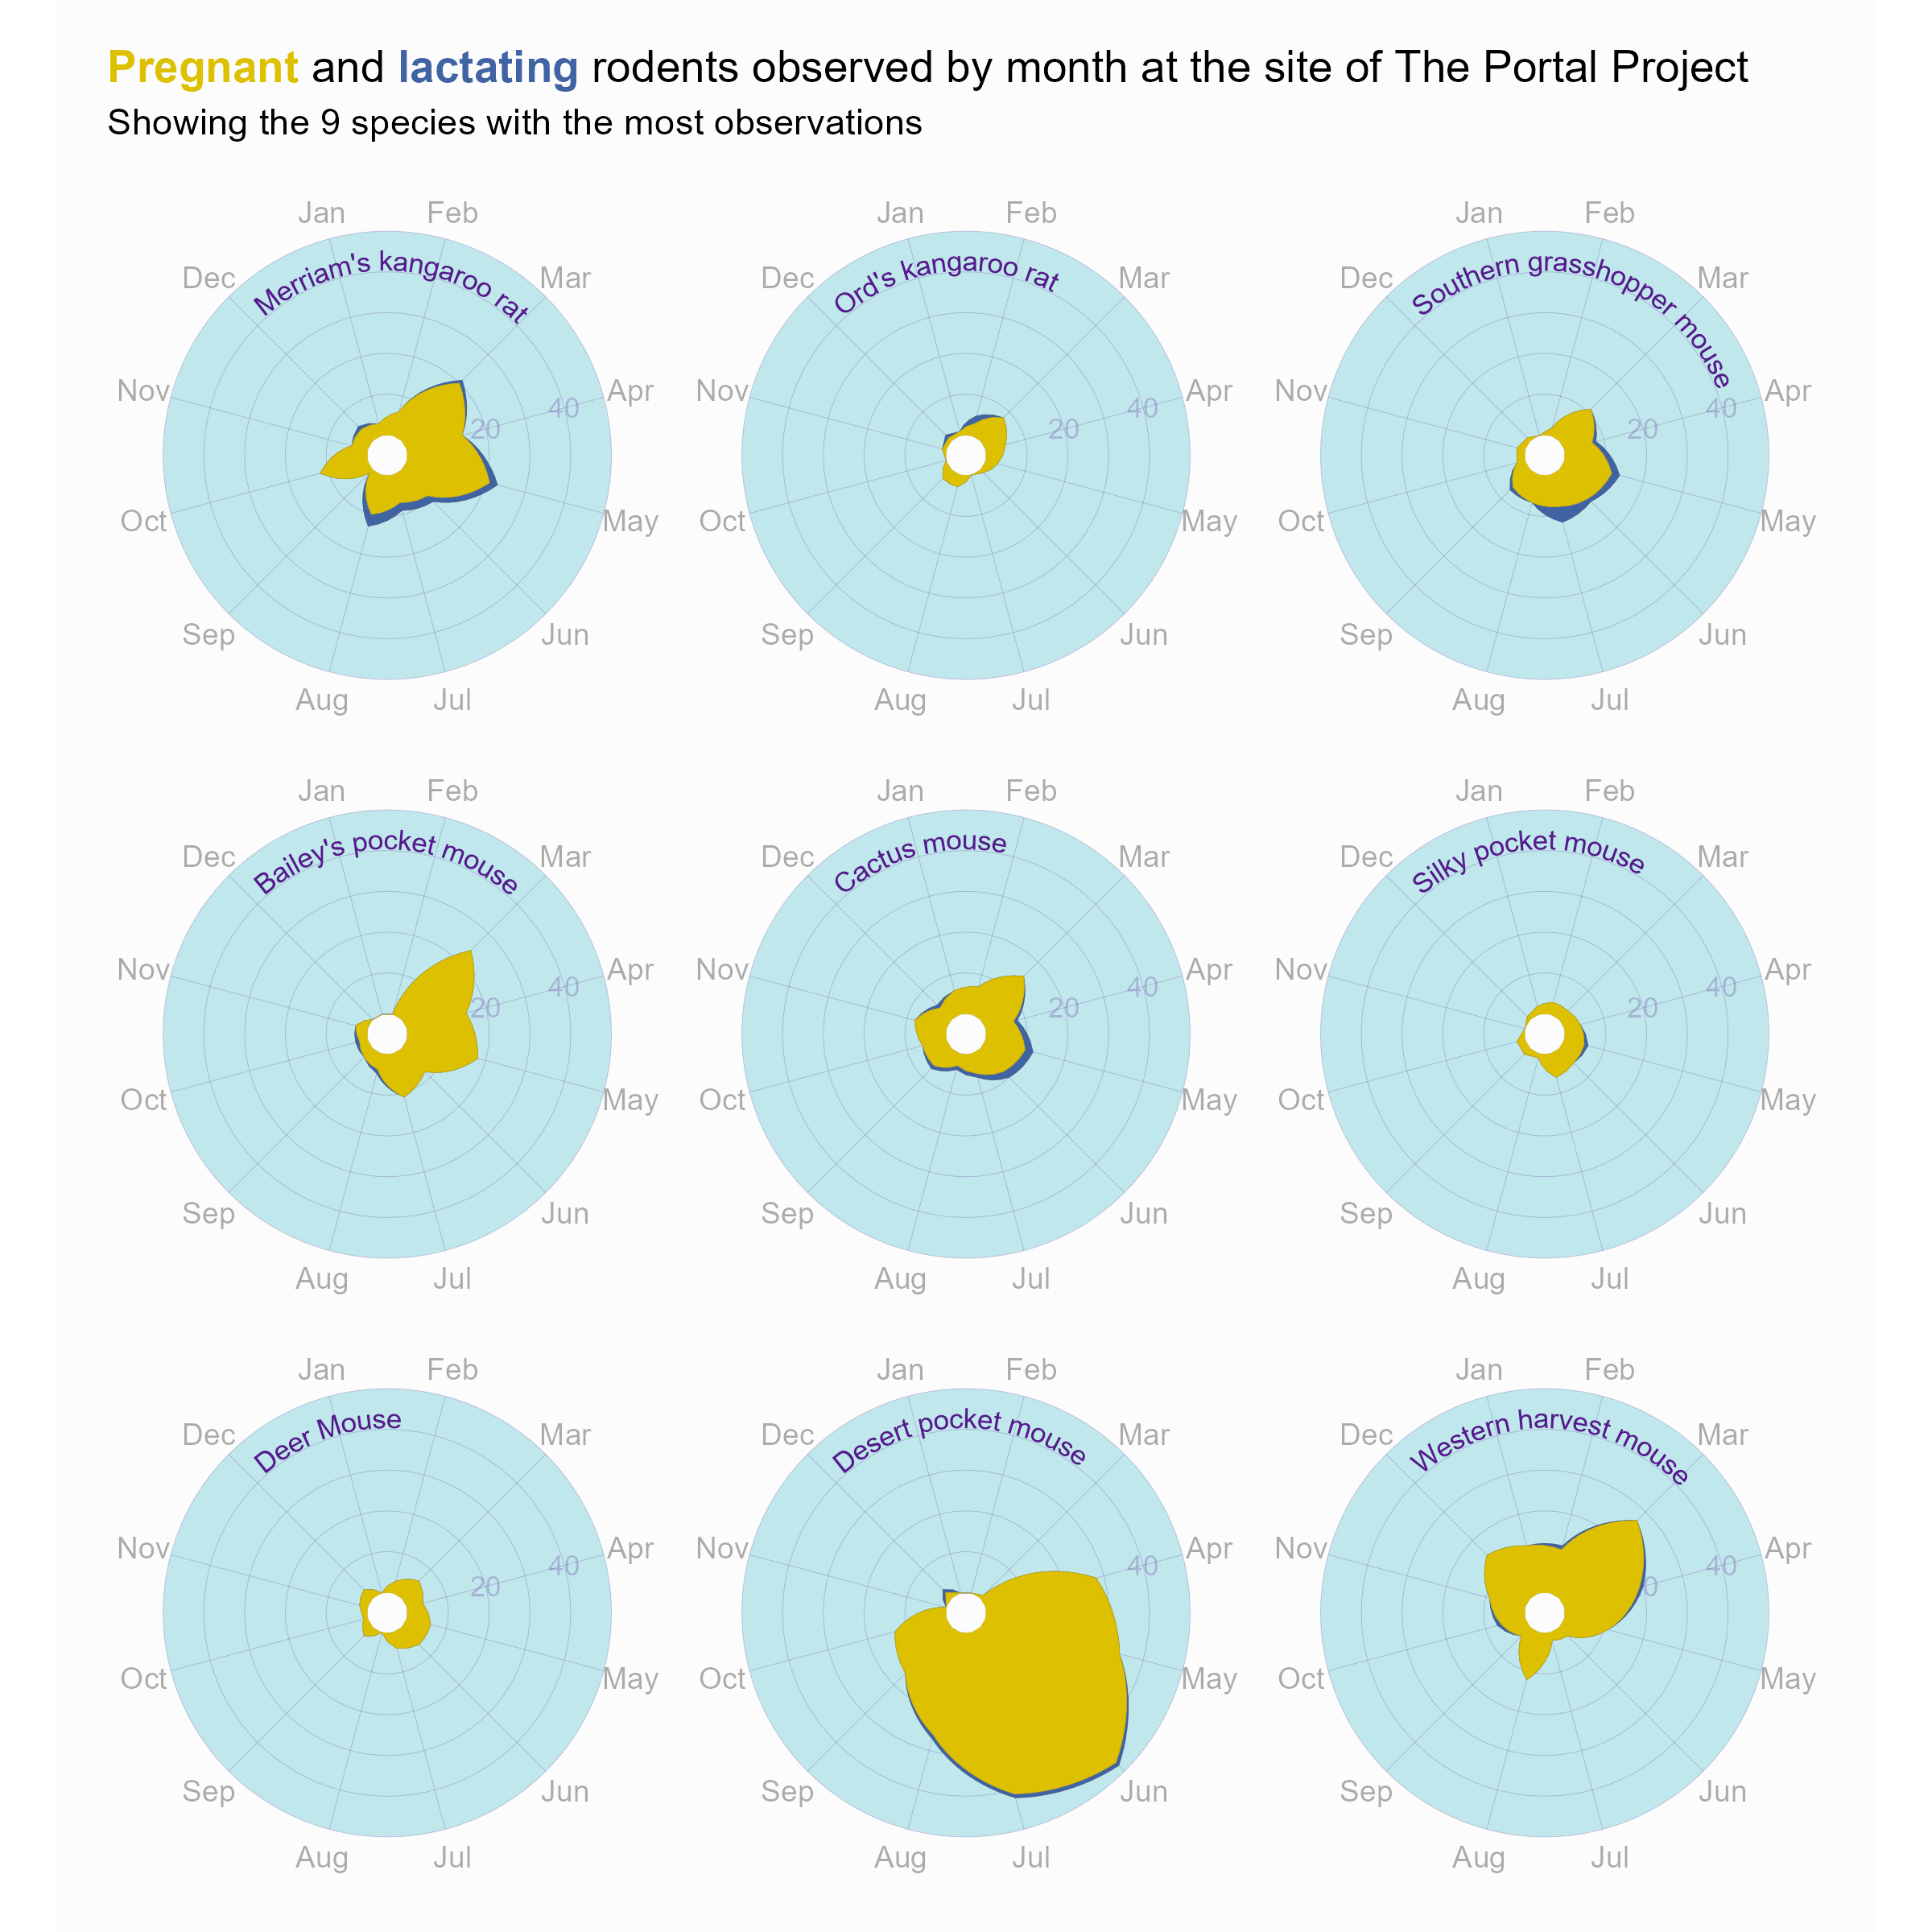 Pregnant and lactating rodents observed by month at the site of The Portal Project
Showing the 9 species with the most observations
Jan Feb Mar Apr May Jun Jul Aug Sep Oct Nov Dec
Merriam's kangaroo rat
20 40
Jan Feb Mar Apr May Jun Jul Aug Sep Oct Nov Dec
Ord's kangaroo rat
20 40
Jan Feb Mar Apr May Jun Jul Aug Sep Oct Nov Dec
Southern grasshopper mouse
20 40
Jan Feb Mar Apr May Jun Jul Aug Sep Oct Nov Dec
Bailey's pocket mouse
20 40
Jan Feb Mar Apr May Jun Jul Aug Sep Oct Nov Dec
Cactus mouse
20 40
Jan Feb Mar Apr May Jun Jul Aug Sep Oct Nov Dec
Silky pocket mouse
20 40
Jan Feb Mar Apr May Jun Jul Aug Sep Oct Nov Dec
Deer Mouse
20 40
Jan Feb Mar Apr May Jun Jul Aug Sep Oct Nov Dec
Desert pocket mouse
40
Jan Feb Mar Apr May Jun Jul Aug Sep Oct Nov Dec
Western harvest mouse
40